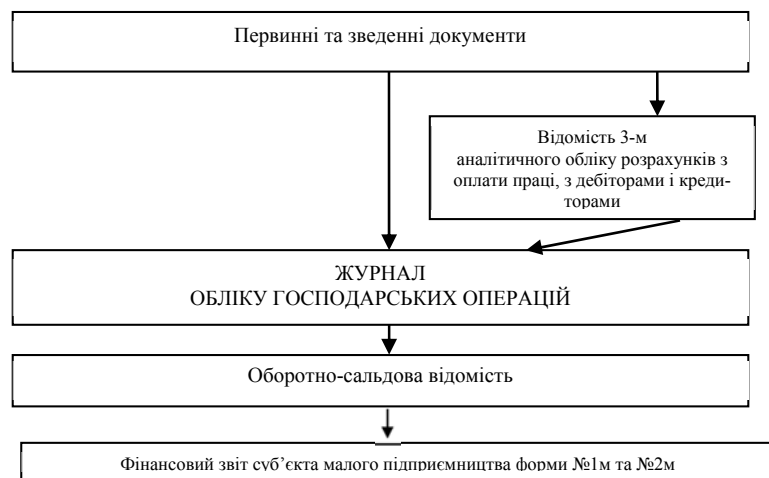 Первинні та зведенні документи
Відомість 3-м
аналітичного обліку розрахунків з
оплати праці, з дебіторами і креди-
торами
ЖУРНАЛ
ОБЛІКУ ГОСПОДАРСЬКИХ ОПЕРАЦІЙ
Оборотно-сальдова відомість
Фінансовий звіт суб’єкта малого підприємництва форми №1м та №2м